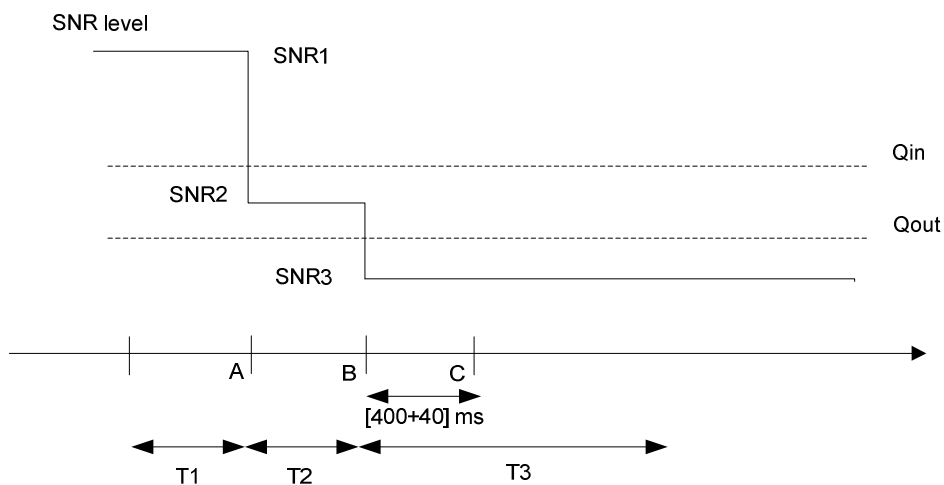 SNR level
SNR1
Qin
SNR2
Qout
SNR3
A
B
C
[400+40] ms
T1
T2
T3